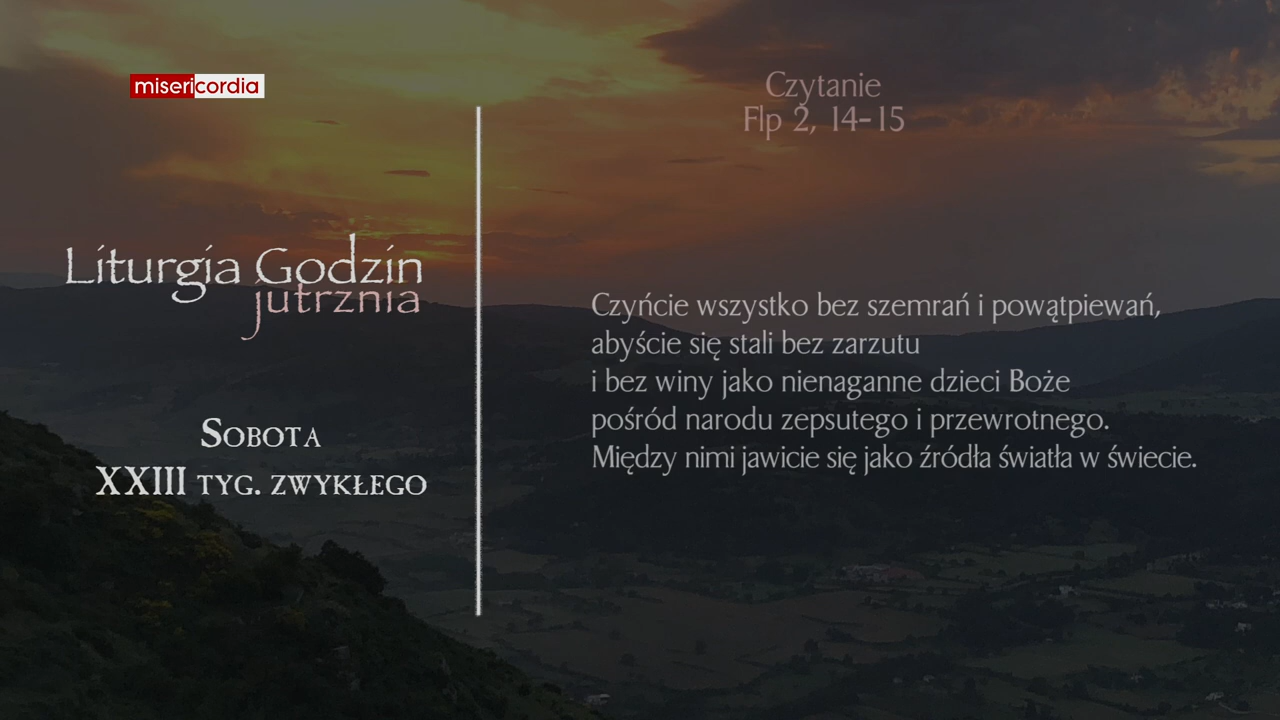 misericordia
Liturgia Godzin
jutrznia
Sobota
XXIII tyg. zwykłego
Czytanie
Flp 2, 14-15
Czyńcie wszystko bez szemrań i powątpiewań,
abyście się stali bez zarzutu
i bez winy jako nienaganne dzieci Boże
pośród narodu zepsutego i przewrotnego.
Między nimi jawicie się jako źródła światła w świecie.